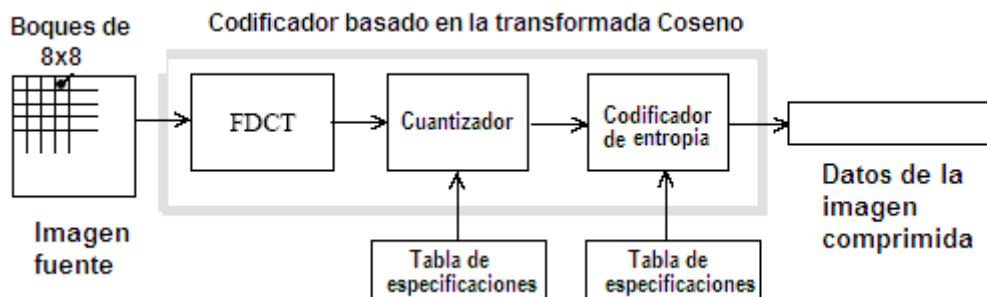 Boques de
8x8
Codificador basado en la transformada Coseno
FDCT
Cuantizador
Codificador
de entropia
Imagen
fuente
Datos de la
imagen
comprimida
Tabla de
especificaciones
Tabla de
especificaciones